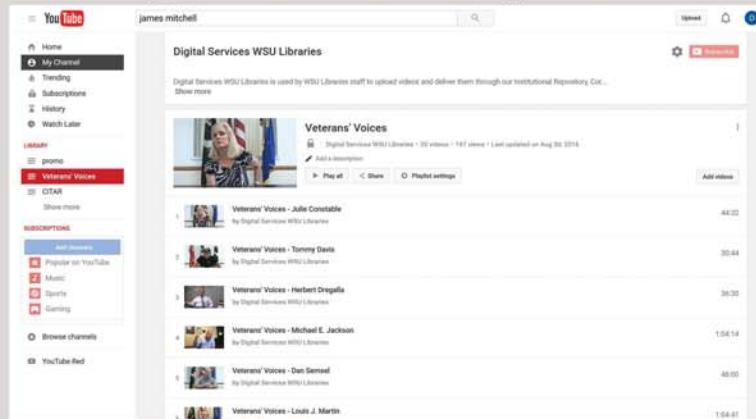 YouTube
james mitchell
Upload
Home
My Channel
Trending
Subscriptions
History
Watch Later
LIBRARY
promo
Veterans' Voices
CITAR
Show more
SUBSCRIPTIONS
Add channels
Popular on YouTube
Music
Sports
Gaming
Browse channels
YouTube Red
Digital Services WSU Libraries
Subscribe
Digital Services WSU Libraries is used by WSU Libraries staff to upload videos and deliver them through our Institutional Repository, Cor...
Show more
Veterans' Voices
Digital Services WSU Libraries • 20 videos • 197 views • Last updated on Aug 30, 2016
Add a description
Play all Share Playlist settings
Add videos
1 Veterans' Voices - Julie Constable 44:22
by Digital Services WSU Libraries
2 Veterans' Voices - Tommy Davis 30:44
by Digital Services WSU Libraries
3 Veterans' Voices - Herbert Dregalla 36:30
by Digital Services WSU Libraries
4 Veterans' Voices - Michael E. Jackson 1:04:14
by Digital Services WSU Libraries
5 Veterans' Voices - Dan Semsel 46:00
by Digital Services WSU Libraries
6 Veterans' Voices - Louis J. Martin 1:04:41